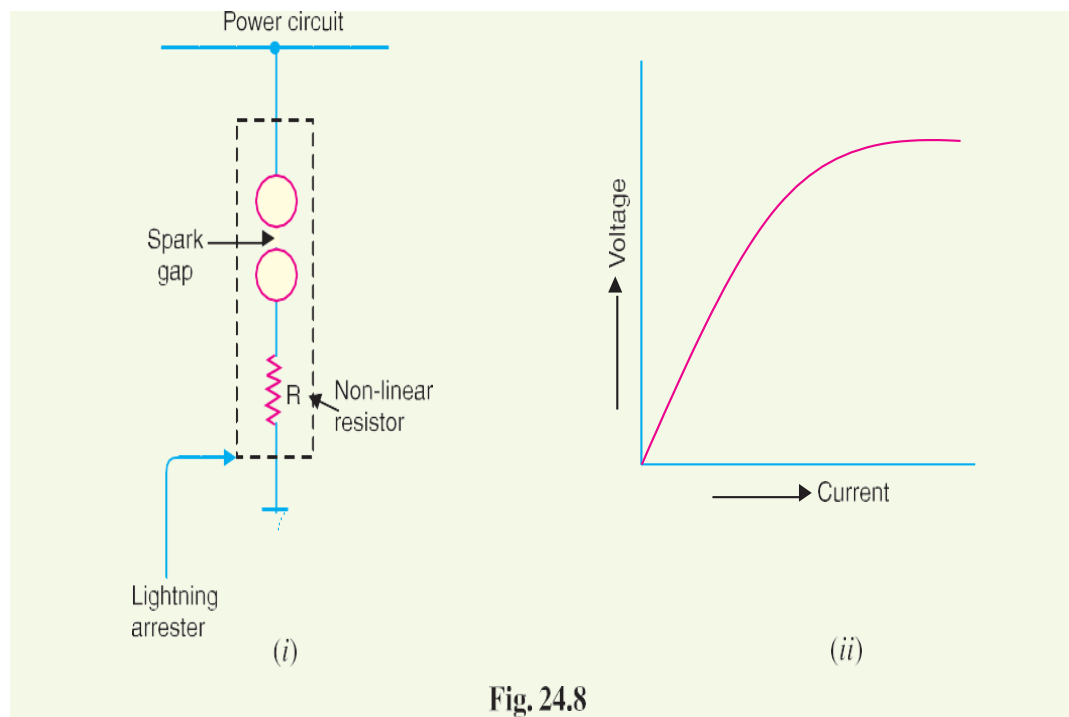 Power circuit
Spark
gap
R
Non-linear
resistor
Lightning
arrester
(i)
Voltage
Current
(ii)
Fig. 24.8